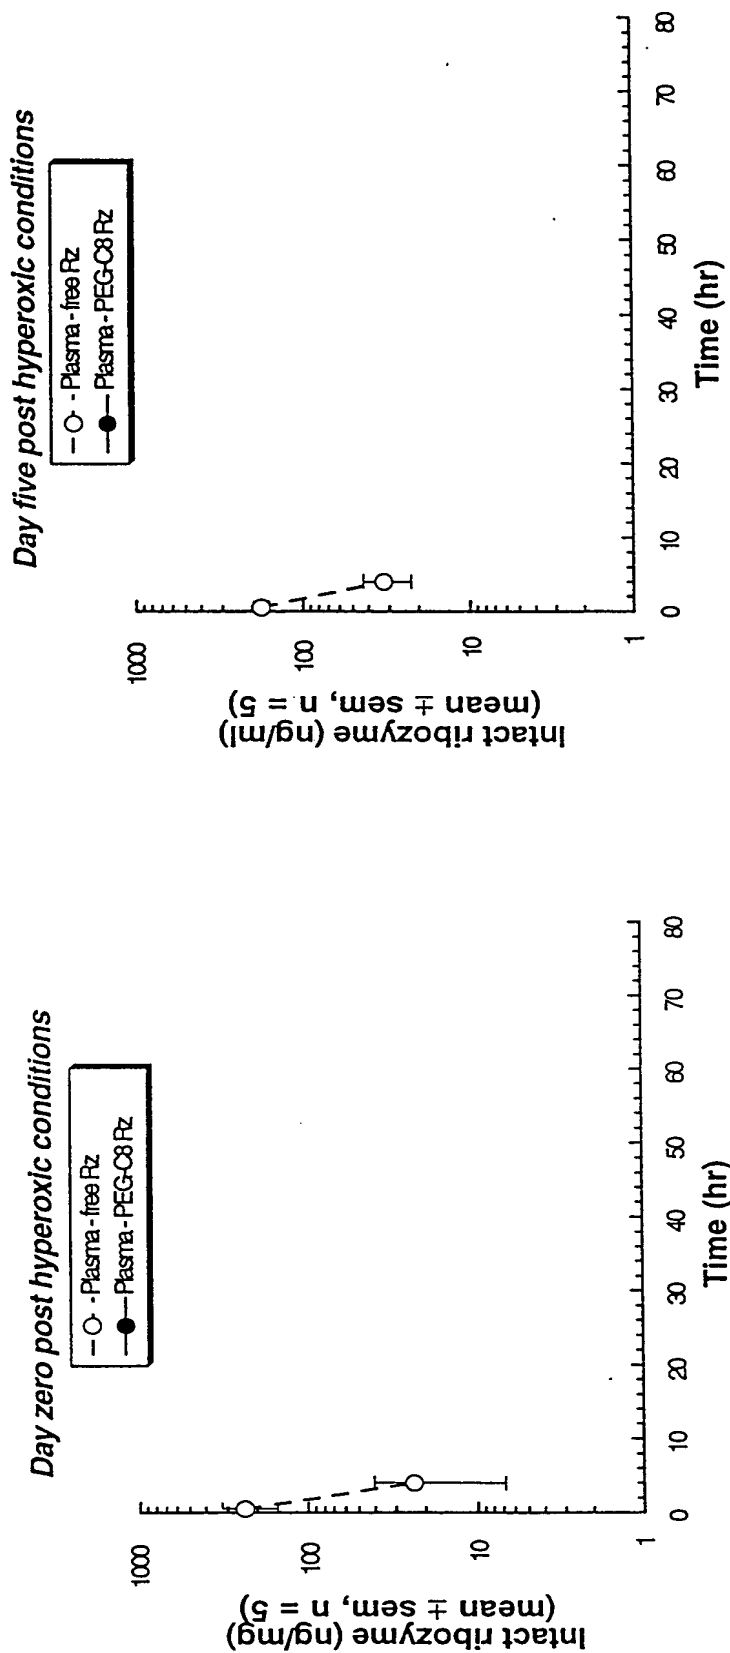 Day zero post hyperoxic conditions
- O - Plasma - free Rz
Plasma - PEG-C8 Rz
Intact ribozyme (ng/mg)
(mean ± sem, n = 5)
1000
100
10
1
0 10 20 30 40 50 60 70 80
Time (hr)
Day five post hyperoxic conditions
- O - Plasma - free Rz
Plasma - PEG-C8 Rz
Intact ribozyme (ng/ml)
(mean ± sem, n = 5)
1000
100
10
1
0 10 20 30 40 50 60 70 80
Time (hr)